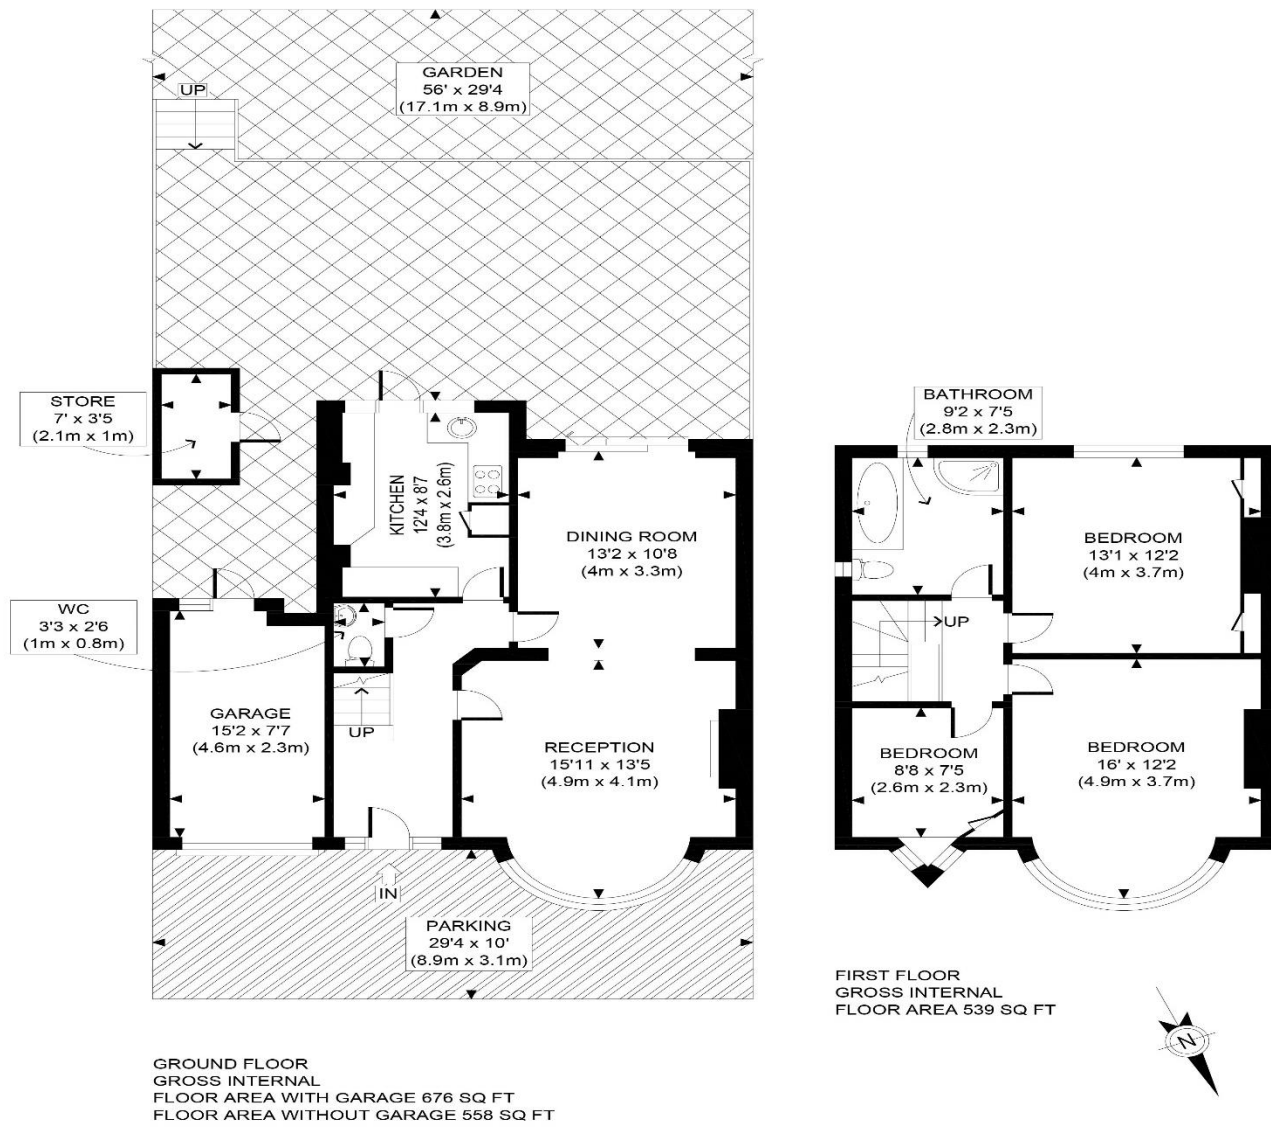 GARDEN
56' x 29'4
(17.1m x 8.9m)
UP
STORE
7' x 3'5
(2.1m x 1m)
KITCHEN
12'4 x 8'7
(3.8m x 2.6m)
DINING ROOM
13'2 x 10'8
(4m x 3.3m)
WC
3'3 x 2'6
(1m x 0.8m)
GARAGE
15'2 x 7'7
(4.6m x 2.3m)
UP
RECEPTION
15'11 x 13'5
(4.9m x 4.1m)
IN
PARKING
29'4 x 10'
(8.9m x 3.1m)
GROUND FLOOR
GROSS INTERNAL
FLOOR AREA WITH GARAGE 676 SQ FT
FLOOR AREA WITHOUT GARAGE 558 SQ FT
BATHROOM
9'2 x 7'5
(2.8m x 2.3m)
BEDROOM
13'1 x 12'2
(4m x 3.7m)
UP
BEDROOM
8'8 x 7'5
(2.6m x 2.3m)
BEDROOM
16' x 12'2
(4.9m x 3.7m)
FIRST FLOOR
GROSS INTERNAL
FLOOR AREA 539 SQ FT
N